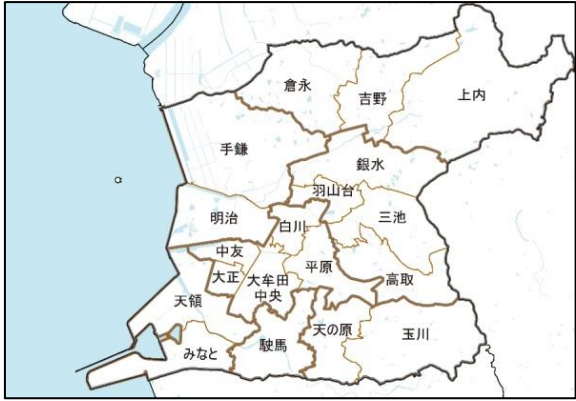 倉永
吉野
上内
手鎌
銀水
羽山台
明治
白川
三池
中友
平原
大正
大牟田
中央
高取
天領
天の原
玉川
みなと
駛馬